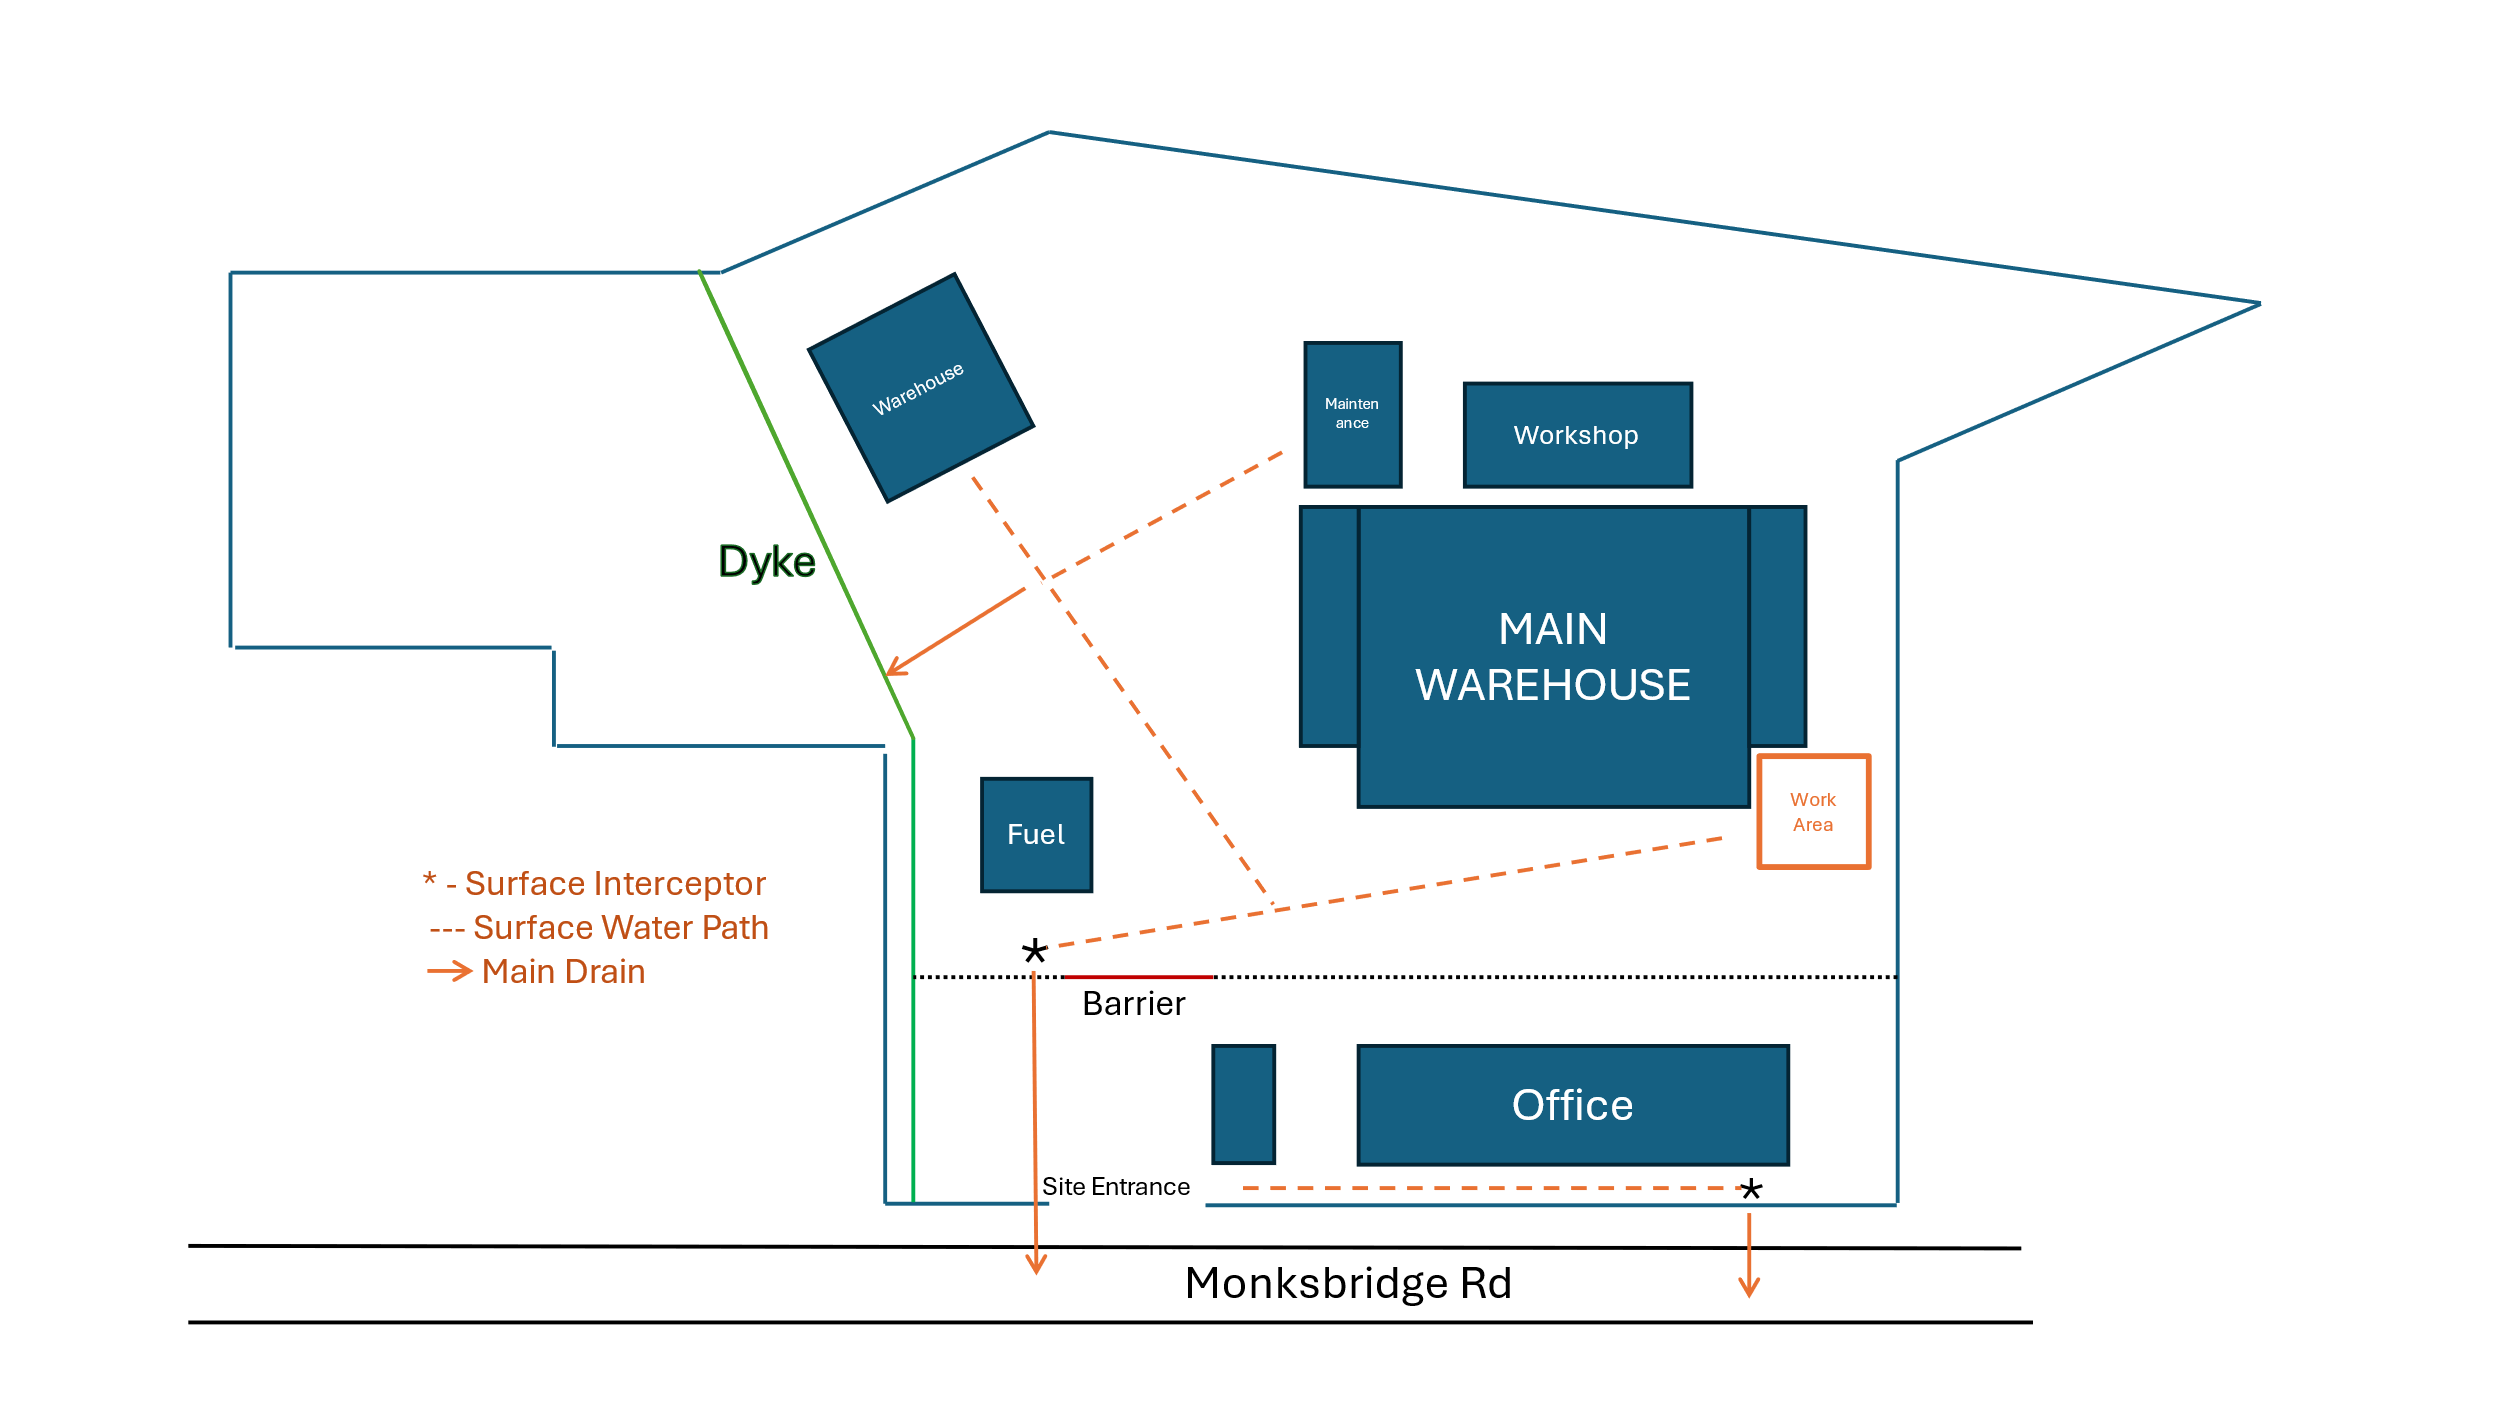 Warehouse
Mainten
ance
Workshop
Dyke
MAIN
WAREHOUSE
Work
Area
Fuel
* - Surface Interceptor
--- Surface Water Path
Main Drain
*
Barrier
Office
Site Entrance
*
Monksbridge Rd